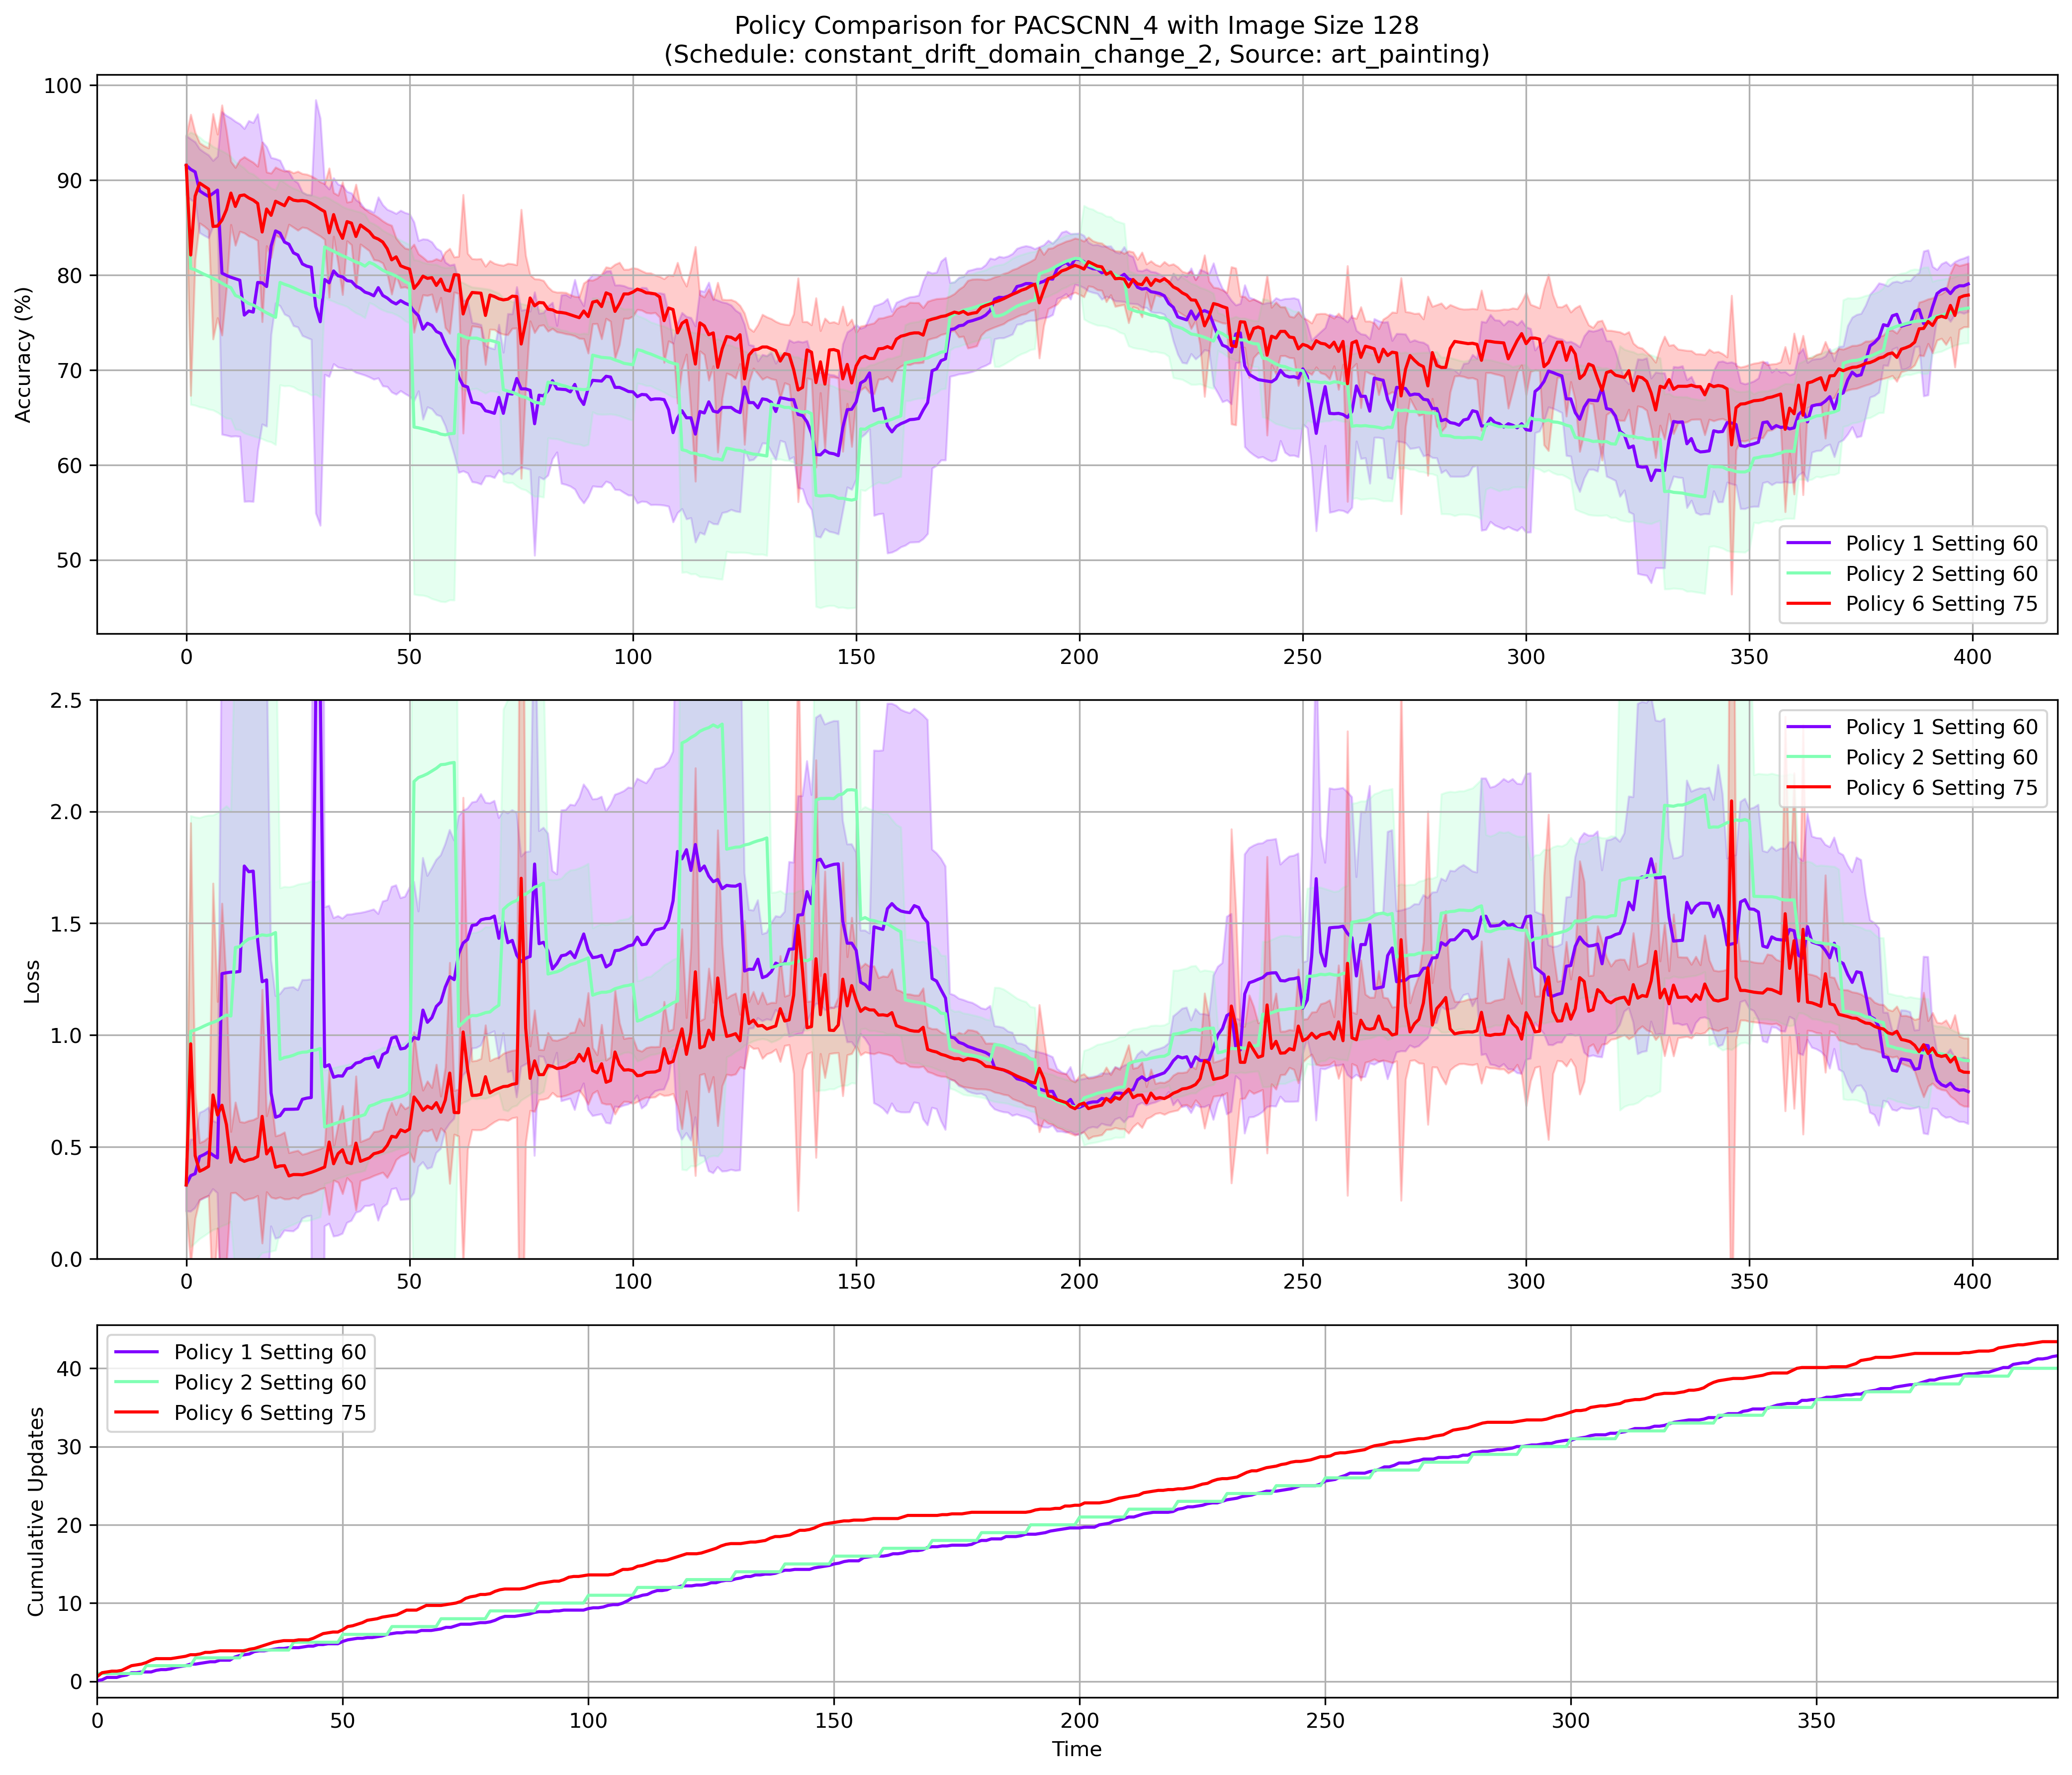 Policy Comparison for PACSCNN_4 with Image Size 128
(Schedule: constant_drift_domain_change_2, Source: art_painting)
Accuracy (%)
100
90
80
70
60
50
0 50 100 150 200 250 300 350 400
Policy 1 Setting 60
Policy 2 Setting 60
Policy 6 Setting 75
Loss
2.5
2.0
1.5
1.0
0.5
0.0
0 50 100 150 200 250 300 350 400
Policy 1 Setting 60
Policy 2 Setting 60
Policy 6 Setting 75
Cumulative Updates
40
30
20
10
0
0 50 100 150 200 250 300 350
Policy 1 Setting 60
Policy 2 Setting 60
Policy 6 Setting 75
Time